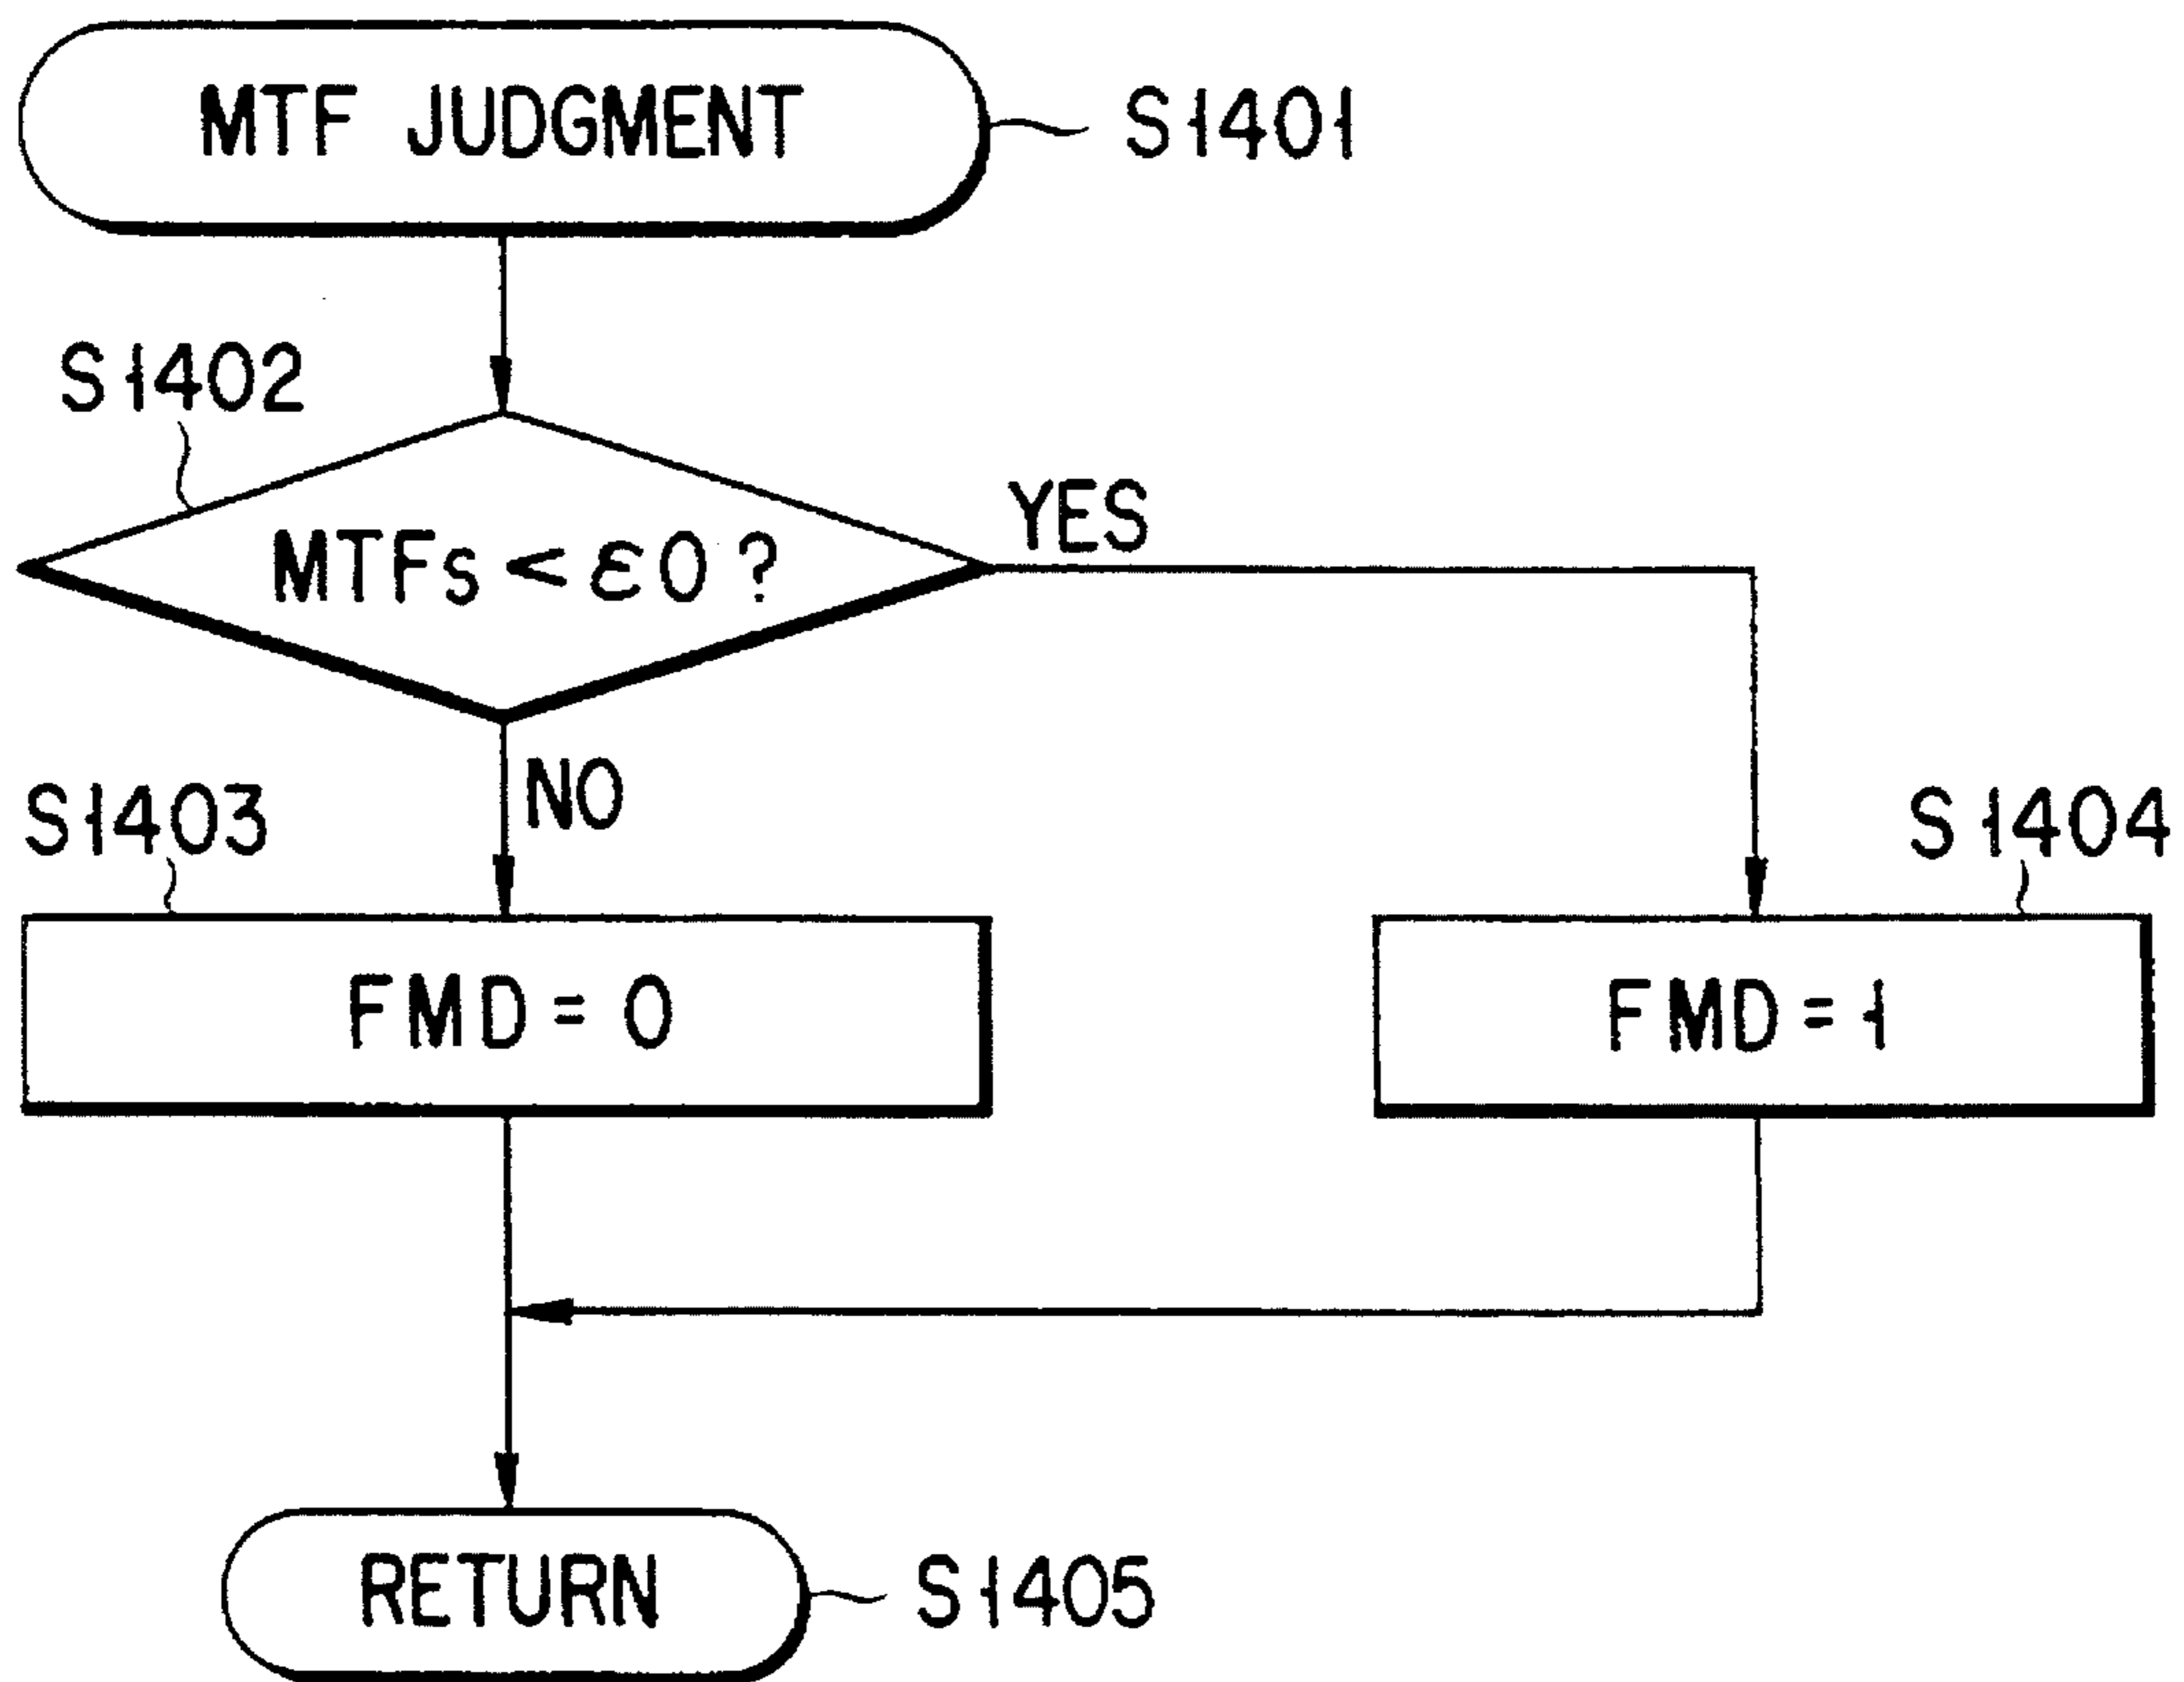 MTF JUDGMENT
S1401
S1402
MTFs < ε0 ?
YES
NO
S1403
S1404
FMD = 0
FMD = 1
RETURN
S1405